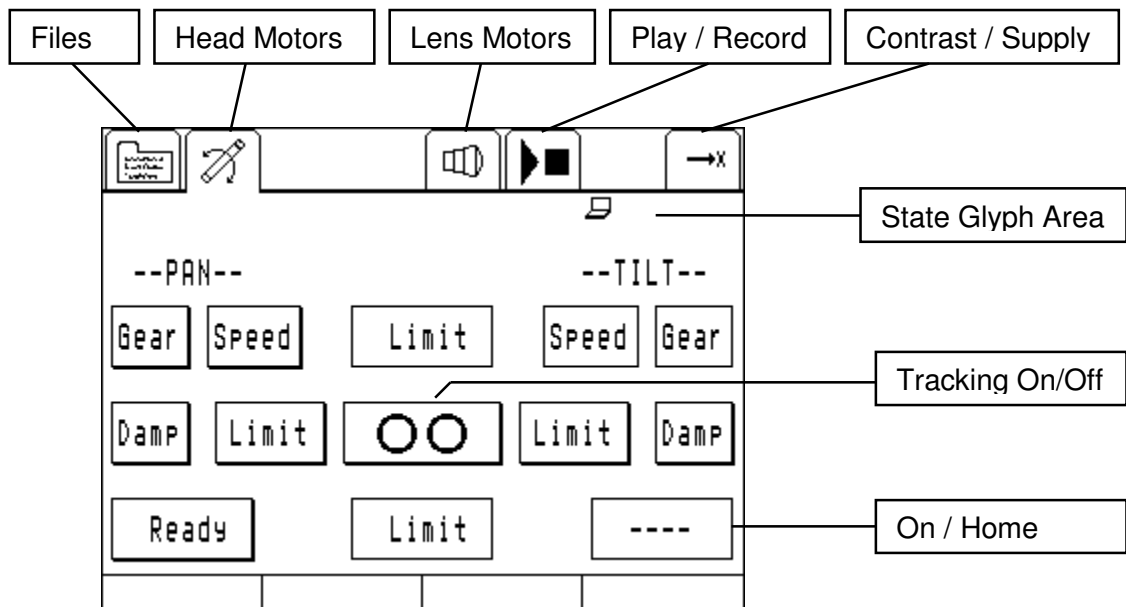 Files Head Motors Lens Motors Play / Record Contrast / Supply
→x
State Glyph Area
--PAN-- --TILT--
Gear Speed Limit Speed Gear
Tracking On/Off
Damp Limit Limit Damp
Ready Limit ----
On / Home